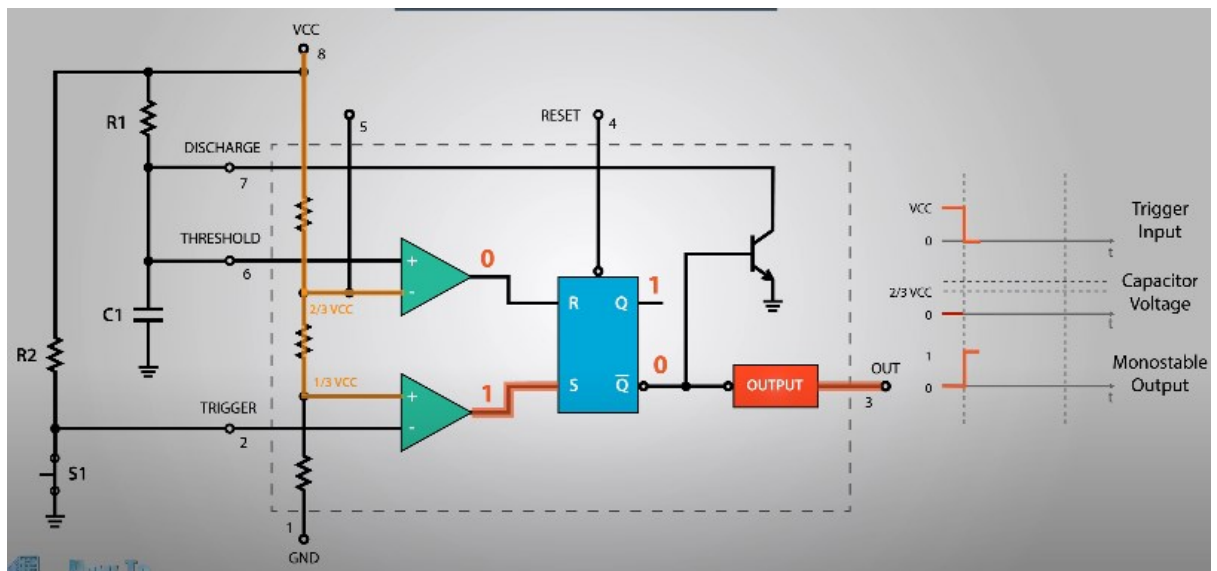 VCC
8
R1
5
RESET
4
DISCHARGE
7
THRESHOLD
6
+
-
0
2/3 VCC
C1
R
Q
1
R2
1/3 VCC
+
-
1
S
Q̅
0
OUTPUT
OUT
3
TRIGGER
2
S1
1
GND
VCC
0
t
Trigger
Input
2/3 VCC
0
t
Capacitor
Voltage
1
0
t
Monostable
Output